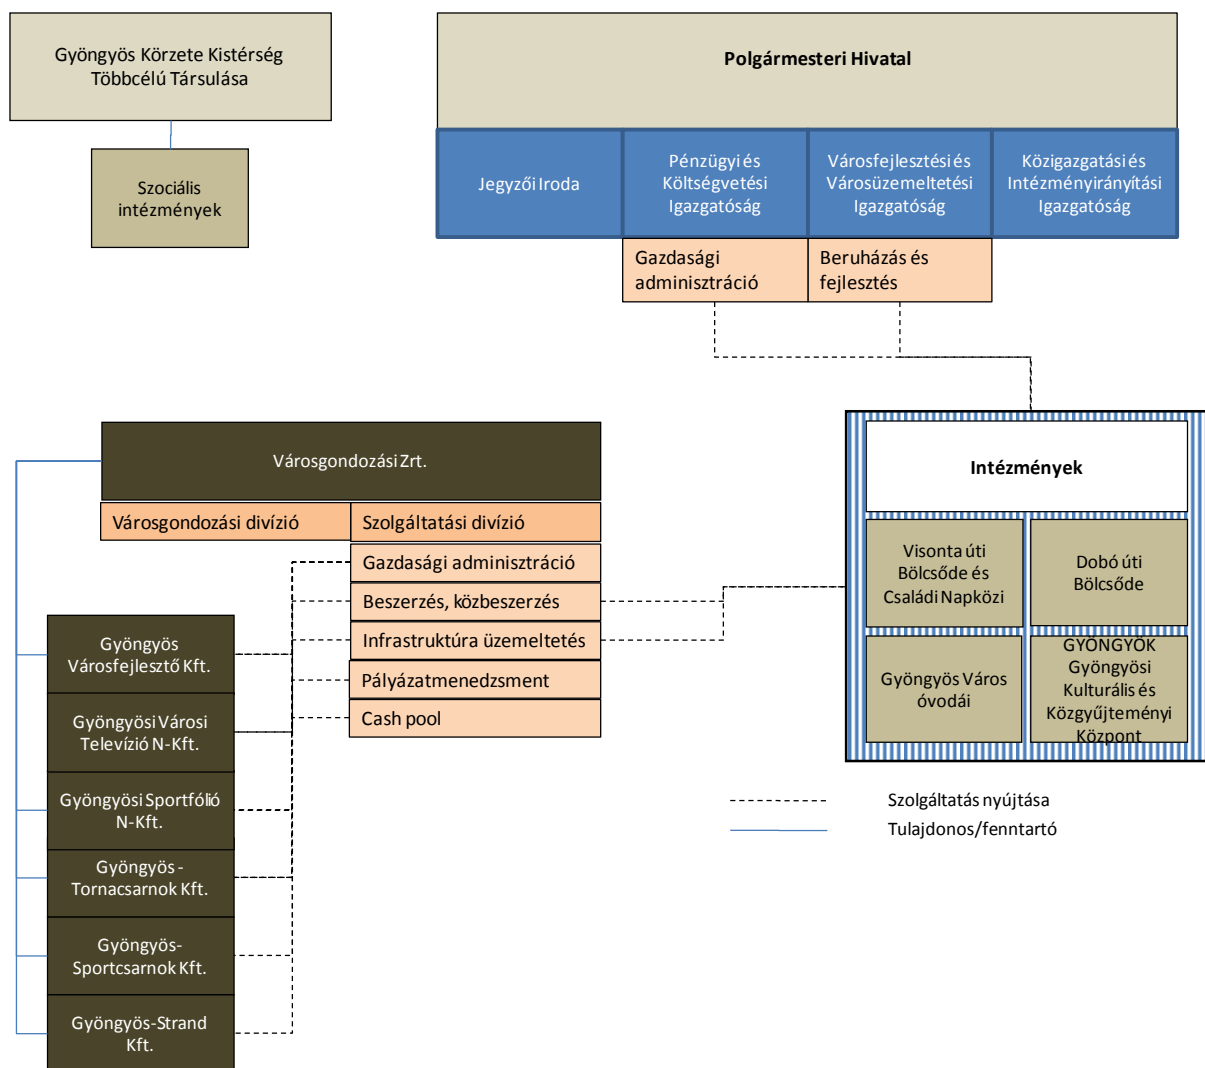 Gyöngyös Körzete Kistérség
Többcélú Társulása
Szociális
intézmények
Polgármesteri Hivatal
Jegyzői Iroda
Pénzügyi és
Költségvetési
Igazgatóság
Városfejlesztési és
Városüzemeltetési
Igazgatóság
Közigazgatási és
Intézményirányítási
Igazgatóság
Gazdasági
adminisztráció
Beruházás és
fejlesztés
Városgondozási Zrt.
Városgondozási divízió
Szolgáltatási divízió
Gazdasági adminisztráció
Beszerzés, közbeszerzés
Infrastruktúra üzemeltetés
Pályázatmenedzsment
Cash pool
Gyöngyös
Városfejlesztő Kft.
Gyöngyösi Városi
Televízió N-Kft.
Gyöngyösi Sportfólió
N-Kft.
Gyöngyös -
Tornacsarnok Kft.
Gyöngyös-
Sportcsarnok Kft.
Gyöngyös-Strand
Kft.
Intézmények
Visonta úti
Bölcsőde és
Családi Napközi
Dobó úti
Bölcsőde
Gyöngyös Város
óvodái
GYÖNGYÖK
Gyöngyösi
Kulturális és
Közgyűjteményi
Központ
Szolgáltatás nyújtása
Tulajdonos/fenntartó